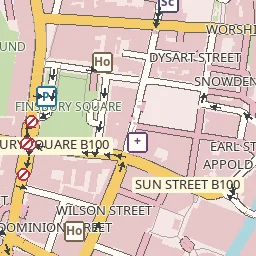 Sc
WORSHI
UND
Ho
DYSART STREET
SNOWDEN
P
FINSBURY SQUARE
+
EARL ST
URY SQUARE B100
APPOLD
SUN STREET B100
WILSON STREET
DOMINION STREET
Ho